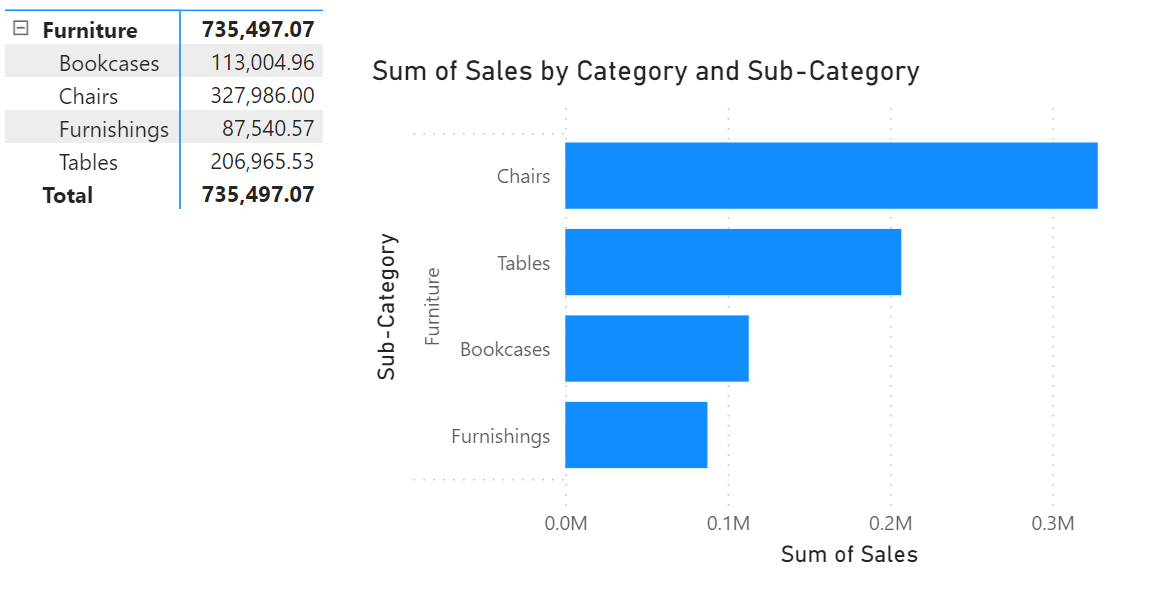 Furniture 735,497.07
Bookcases 113,004.96
Chairs 327,986.00
Furnishings 87,540.57
Tables 206,965.53
Total 735,497.07
Sum of Sales by Category and Sub-Category
Sub-Category
Furniture
Chairs
Tables
Bookcases
Furnishings
0.0M 0.1M 0.2M 0.3M
Sum of Sales